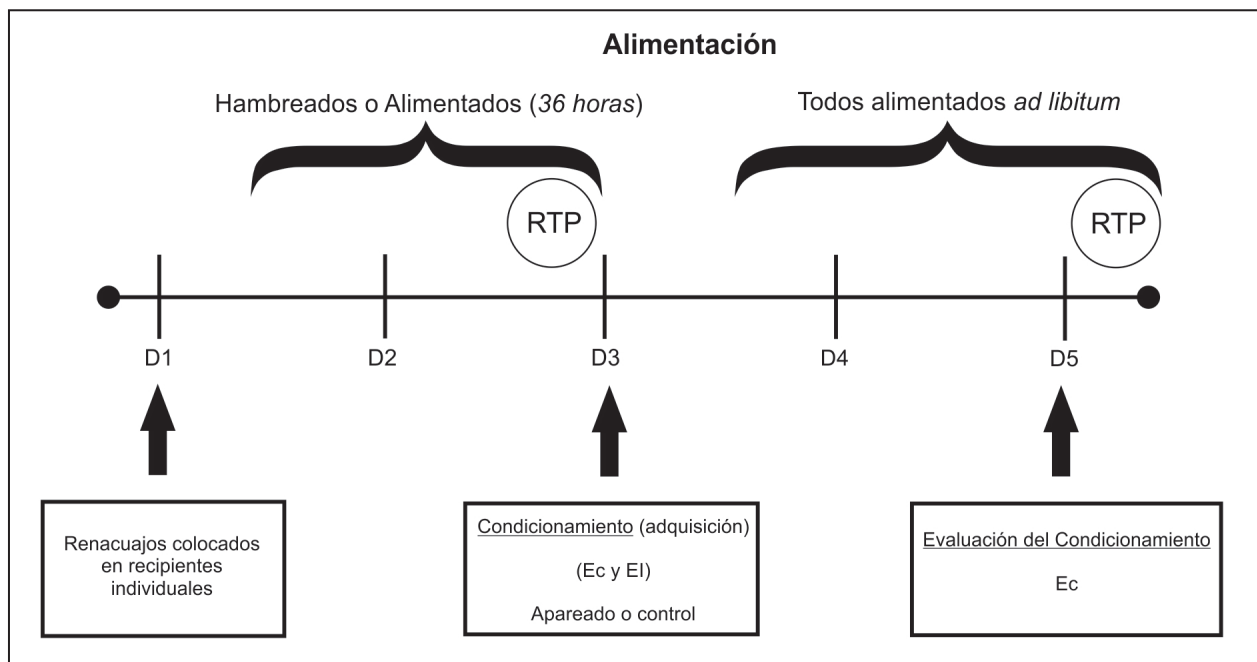 Alimentación
Hambreados o Alimentados (36 horas)
Todos alimentados ad libitum
RTP
RTP
D1
D2
D3
D4
D5
Renacuajos colocados
en recipientes
individuales
Condicionamiento (adquisición)
(Ec y EI)
Apareado o control
Evaluación del Condicionamiento
Ec